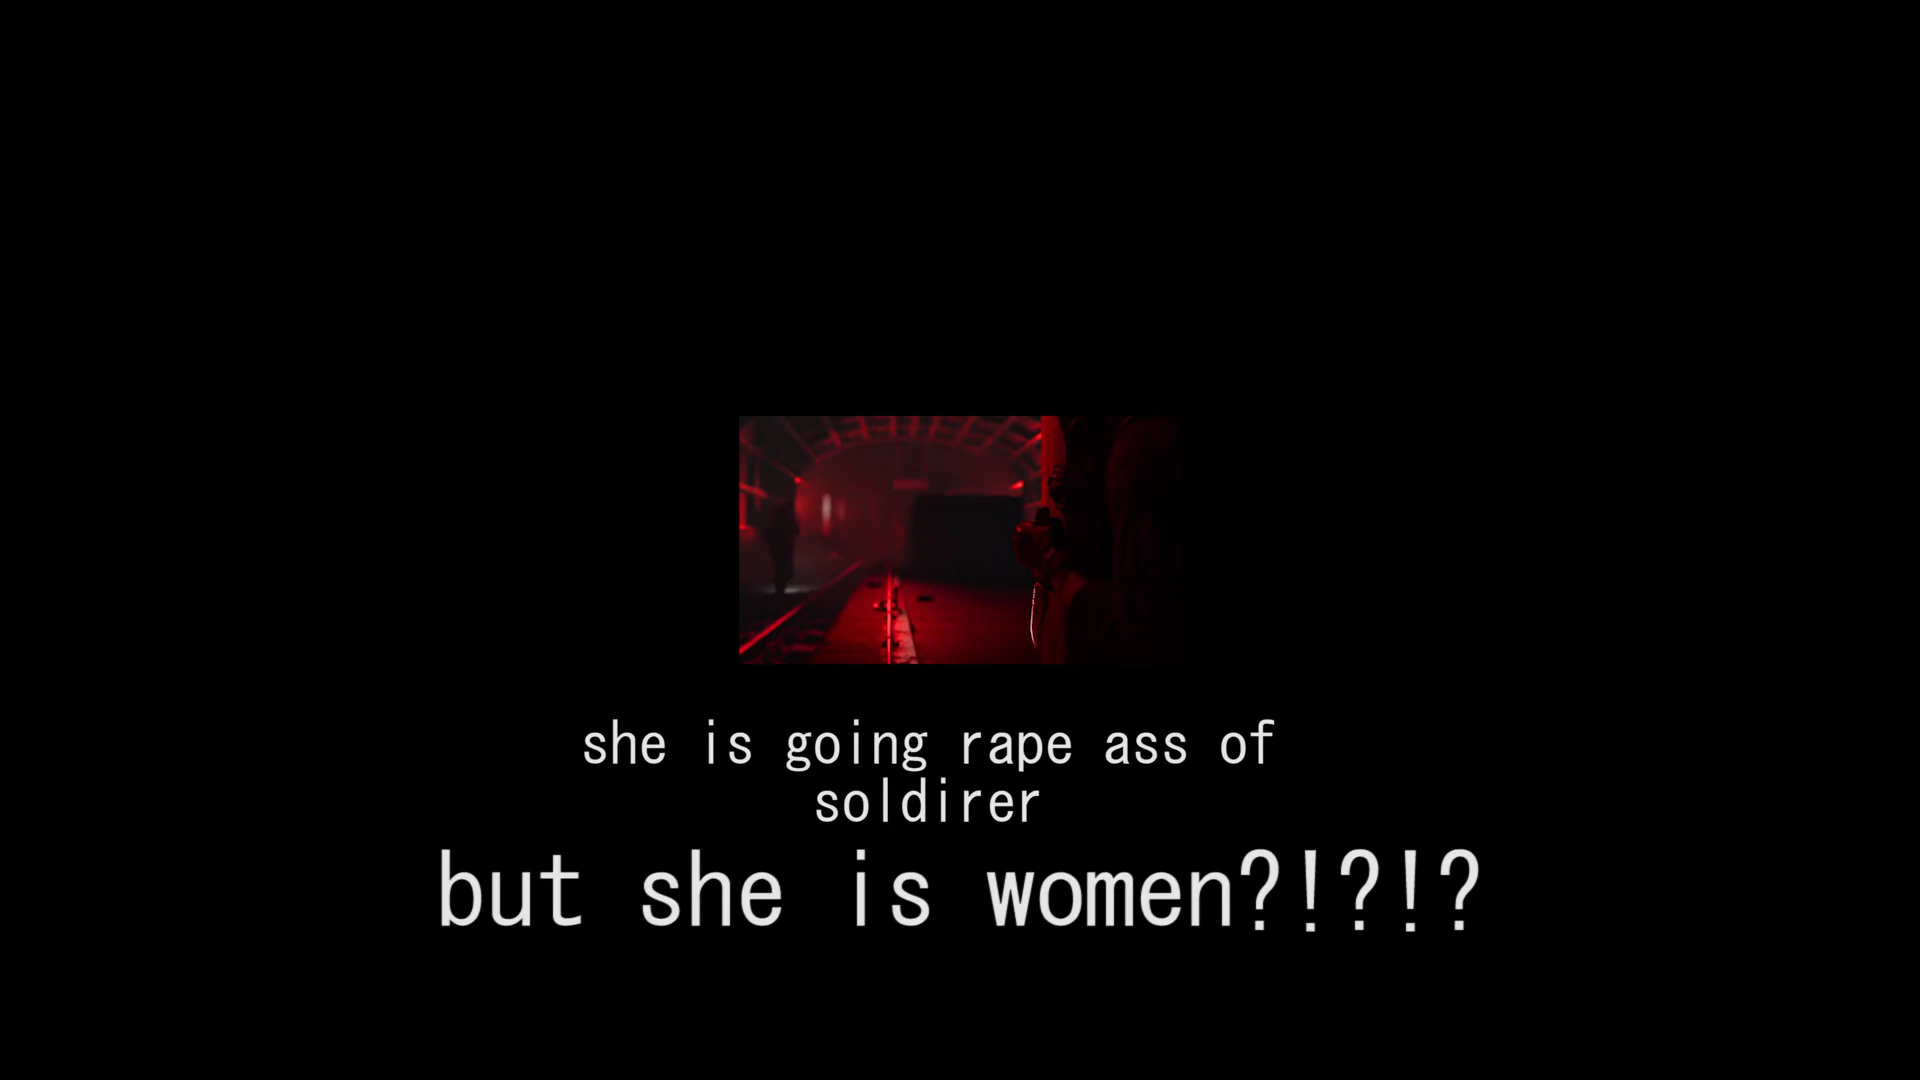 she is going rape ass of
soldirer
but she is women?!?!?